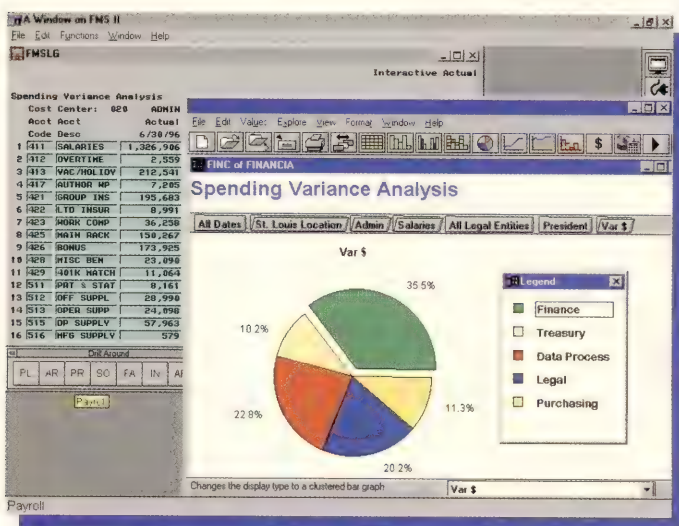 A Window on FMS II
File Edit Functions Window Help
FMSLG
Interactive Actual
Spending Variance Analysis
Cost Center: 020 ADMIN
Acct Acct Actual
Code Desc 6/30/96
1 411 SALARIES 1,326,906
2 412 OVERTIME 2,559
3 413 VAC/HOLIDY 212,541
4 417 AUTHOR WP 7,205
5 421 GROUP INS 195,683
6 422 LTD INSUR 8,991
7 423 WORK COMP 36,258
8 425 MAIN RACK 150,267
9 426 BONUS 173,925
10 428 MISC BEN 23,090
11 429 401K MATCH 11,064
12 511 PRT & STAT 8,161
13 512 OFF SUPPL 28,990
14 513 OPER SUPP 24,098
15 515 DP SUPPLY 57,963
16 516 MFG SUPPLY 579
Drill Around
PL AR PR SO FA IN
Payroll
Payroll
File Edit Values Explore View Format Window Help
FINC of FINANCIA
Spending Variance Analysis
All Dates St. Louis Location Admin Salaries All Legal Entities President Var $
Var $
35.5%
10.2%
22.8%
20.2%
11.3%
Legend
Finance
Treasury
Data Process
Legal
Purchasing
Changes the display type to a clustered bar graph
Var $